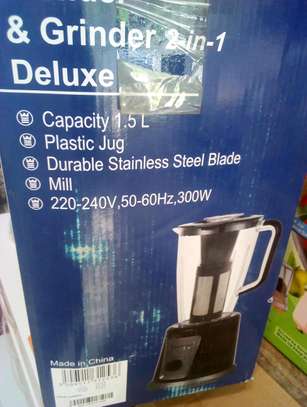 & Grinder 2-in-1
Deluxe
Capacity 1.5 L
Plastic Jug
Durable Stainless Steel Blade
Mill
220-240V,50-60Hz,300W
Made in China